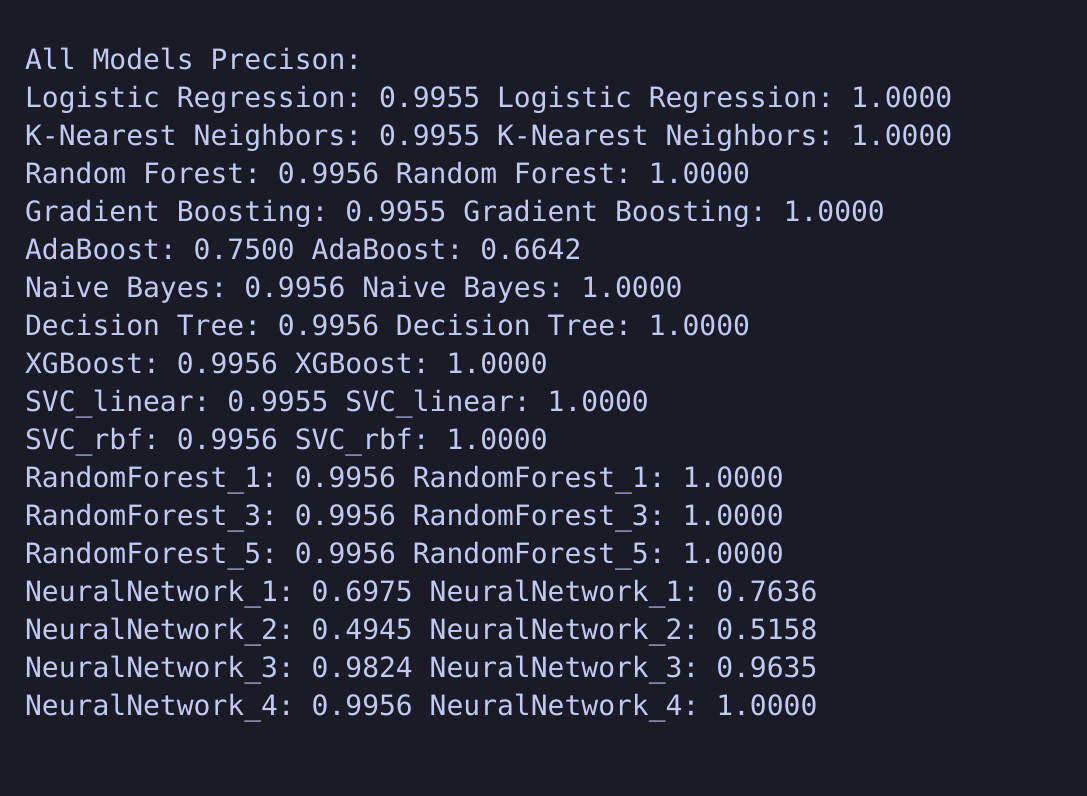 All Models Precison:
Logistic Regression: 0.9955 Logistic Regression: 1.0000
K-Nearest Neighbors: 0.9955 K-Nearest Neighbors: 1.0000
Random Forest: 0.9956 Random Forest: 1.0000
Gradient Boosting: 0.9955 Gradient Boosting: 1.0000
AdaBoost: 0.7500 AdaBoost: 0.6642
Naive Bayes: 0.9956 Naive Bayes: 1.0000
Decision Tree: 0.9956 Decision Tree: 1.0000
XGBoost: 0.9956 XGBoost: 1.0000
SVC_linear: 0.9955 SVC_linear: 1.0000
SVC_rbf: 0.9956 SVC_rbf: 1.0000
RandomForest_1: 0.9956 RandomForest_1: 1.0000
RandomForest_3: 0.9956 RandomForest_3: 1.0000
RandomForest_5: 0.9956 RandomForest_5: 1.0000
NeuralNetwork_1: 0.6975 NeuralNetwork_1: 0.7636
NeuralNetwork_2: 0.4945 NeuralNetwork_2: 0.5158
NeuralNetwork_3: 0.9824 NeuralNetwork_3: 0.9635
NeuralNetwork_4: 0.9956 NeuralNetwork_4: 1.0000